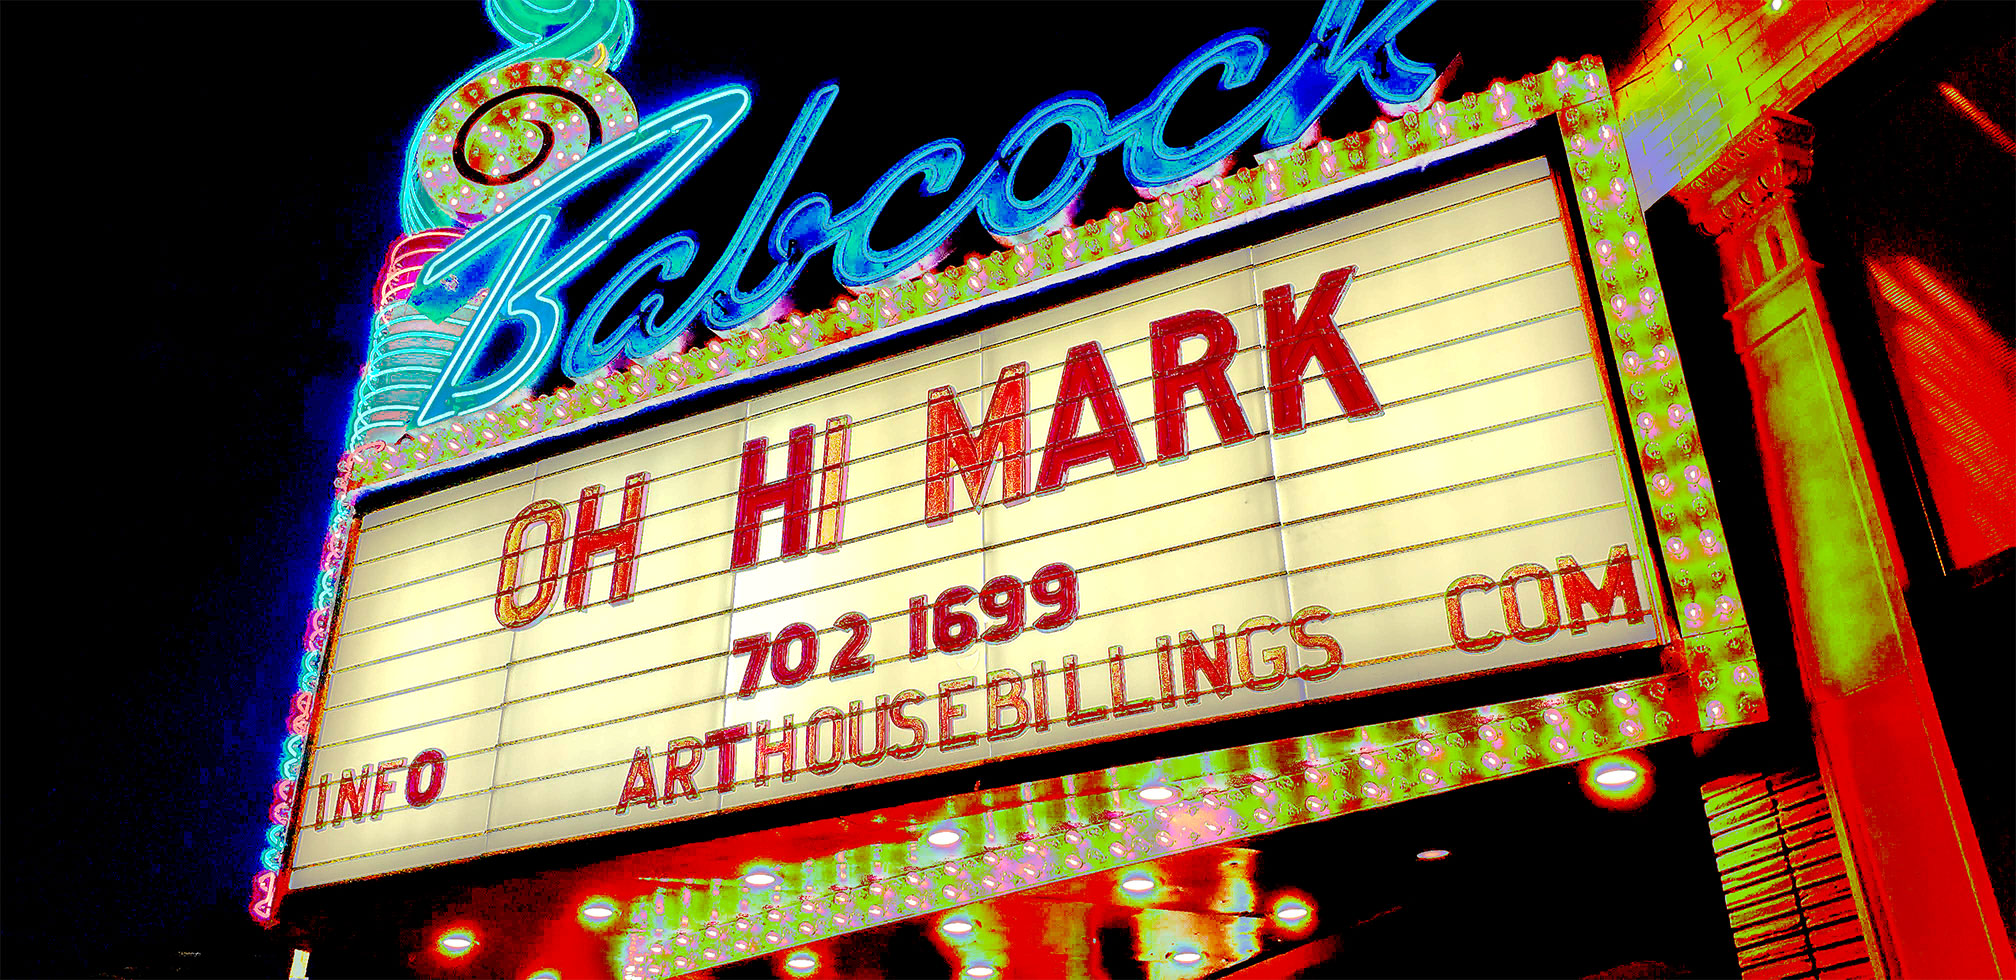 Babcock
OH HI MARK
702 1699
INFO ARTHOUSEBILLINGS COM